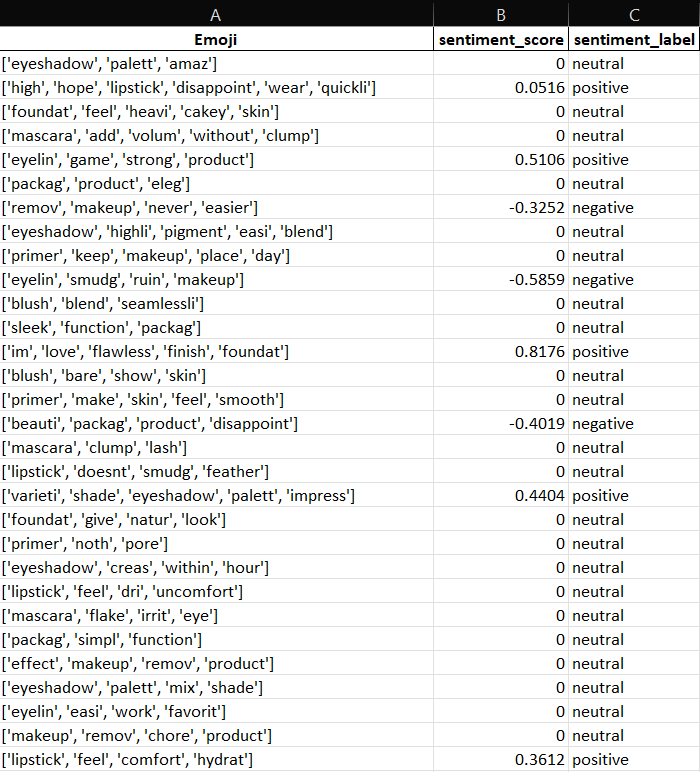 A B C
Emoji sentiment_score sentiment_label
['eyeshadow', 'palett', 'amaz'] 0 neutral
['high', 'hope', 'lipstick', 'disappoint', 'wear', 'quickli'] 0.0516 positive
['foundat', 'feel', 'heavi', 'cakey', 'skin'] 0 neutral
['mascara', 'add', 'volum', 'without', 'clump'] 0 neutral
['eyelin', 'game', 'strong', 'product'] 0.5106 positive
['packag', 'product', 'eleg'] 0 neutral
['remov', 'makeup', 'never', 'easier'] -0.3252 negative
['eyeshadow', 'highli', 'pigment', 'easi', 'blend'] 0 neutral
['primer', 'keep', 'makeup', 'place', 'day'] 0 neutral
['eyelin', 'smudg', 'ruin', 'makeup'] -0.5859 negative
['blush', 'blend', 'seamlessli'] 0 neutral
['sleek', 'function', 'packag'] 0 neutral
['im', 'love', 'flawless', 'finish', 'foundat'] 0.8176 positive
['blush', 'bare', 'show', 'skin'] 0 neutral
['primer', 'make', 'skin', 'feel', 'smooth'] 0 neutral
['beauti', 'packag', 'product', 'disappoint'] -0.4019 negative
['mascara', 'clump', 'lash'] 0 neutral
['lipstick', 'doesnt', 'smudg', 'feather'] 0 neutral
['varieti', 'shade', 'eyeshadow', 'palett', 'impress'] 0.4404 positive
['foundat', 'give', 'natur', 'look'] 0 neutral
['primer', 'noth', 'pore'] 0 neutral
['eyeshadow', 'creas', 'within', 'hour'] 0 neutral
['lipstick', 'feel', 'dri', 'uncomfort'] 0 neutral
['mascara', 'flake', 'irrit', 'eye'] 0 neutral
['packag', 'simpl', 'function'] 0 neutral
['effect', 'makeup', 'remov', 'product'] 0 neutral
['eyeshadow', 'palett', 'mix', 'shade'] 0 neutral
['eyelin', 'easi', 'work', 'favorit'] 0 neutral
['makeup', 'remov', 'chore', 'product'] 0 neutral
['lipstick', 'feel', 'comfort', 'hydrat'] 0.3612 positive